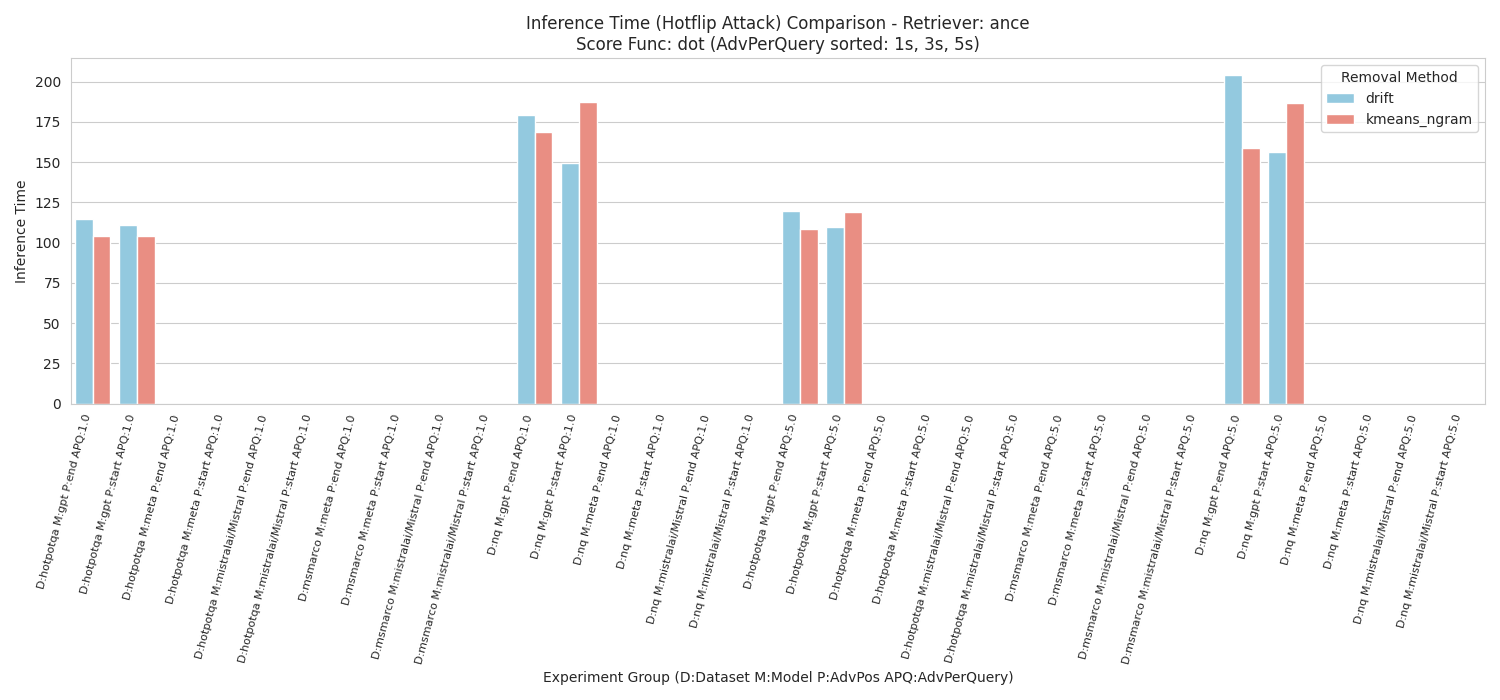 Inference Time (Hotflip Attack) Comparison - Retriever: ance
Score Func: dot (AdvPerQuery sorted: 1s, 3s, 5s)
Removal Method
drift
kmeans_ngram
Inference Time
200
175
150
125
100
75
50
25
0
D:hotpotqa M:gpt P:end APQ:1.0
D:hotpotqa M:gpt P:start APQ:1.0
D:hotpotqa M:meta P:end APQ:1.0
D:hotpotqa M:meta P:start APQ:1.0
D:hotpotqa M:mistralai/Mistral P:end APQ:1.0
D:hotpotqa M:mistralai/Mistral P:start APQ:1.0
D:msmarco M:meta P:end APQ:1.0
D:msmarco M:meta P:start APQ:1.0
D:msmarco M:mistralai/Mistral P:end APQ:1.0
D:msmarco M:mistralai/Mistral P:start APQ:1.0
D:nq M:gpt P:end APQ:1.0
D:nq M:gpt P:start APQ:1.0
D:nq M:meta P:end APQ:1.0
D:nq M:meta P:start APQ:1.0
D:nq M:mistralai/Mistral P:end APQ:1.0
D:nq M:mistralai/Mistral P:start APQ:1.0
D:hotpotqa M:gpt P:end APQ:5.0
D:hotpotqa M:gpt P:start APQ:5.0
D:hotpotqa M:meta P:end APQ:5.0
D:hotpotqa M:meta P:start APQ:5.0
D:hotpotqa M:mistralai/Mistral P:end APQ:5.0
D:hotpotqa M:mistralai/Mistral P:start APQ:5.0
D:msmarco M:meta P:end APQ:5.0
D:msmarco M:meta P:start APQ:5.0
D:msmarco M:mistralai/Mistral P:end APQ:5.0
D:msmarco M:mistralai/Mistral P:start APQ:5.0
D:nq M:gpt P:end APQ:5.0
D:nq M:gpt P:start APQ:5.0
D:nq M:meta P:end APQ:5.0
D:nq M:meta P:start APQ:5.0
D:nq M:mistralai/Mistral P:end APQ:5.0
D:nq M:mistralai/Mistral P:start APQ:5.0
Experiment Group (D:Dataset M:Model P:AdvPos APQ:AdvPerQuery)